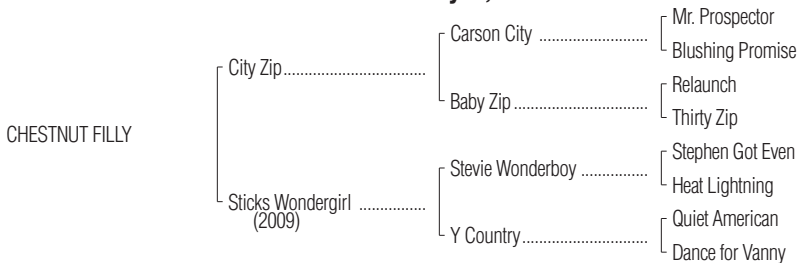 Mr. Prospector
Carson City ..........................
Blushing Promise
City Zip..................................
Relaunch
Baby Zip................................
Thirty Zip
CHESTNUT FILLY
Stephen Got Even
Stevie Wonderboy ................
Heat Lightning
Sticks Wondergirl ................
(2009)
Quiet American
Y Country..............................
Dance for Vanny